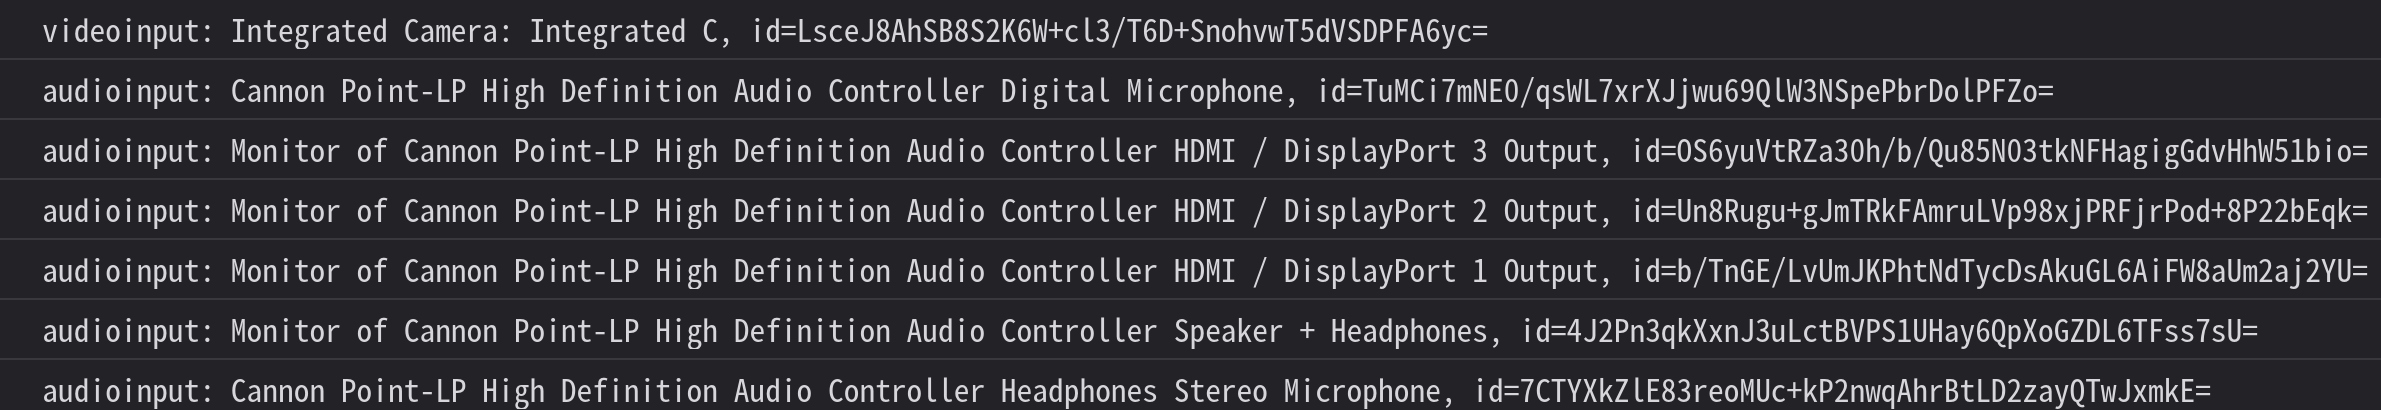 videoinput: Integrated Camera: Integrated C, id=LsceJ8AhSB8S2K6W+cl3/T6D+SnohvwT5dVSDPFA6yc=
audioinput: Cannon Point-LP High Definition Audio Controller Digital Microphone, id=TuMCi7mNE0/qsWL7xrXJjwu69QlW3NSpePbrDolPFZo=
audioinput: Monitor of Cannon Point-LP High Definition Audio Controller HDMI / DisplayPort 3 Output, id=OS6yuVtRZa3Oh/b/Qu85N03tkNFHagigGdvHhW51bio=
audioinput: Monitor of Cannon Point-LP High Definition Audio Controller HDMI / DisplayPort 2 Output, id=Un8Rugu+gJmTRkFAmruLVp98xjPRFjrPod+8P22bEqk=
audioinput: Monitor of Cannon Point-LP High Definition Audio Controller HDMI / DisplayPort 1 Output, id=b/TnGE/LvUmJKPhtNdTycDsAkuGL6AiFW8aUm2aj2YU=
audioinput: Monitor of Cannon Point-LP High Definition Audio Controller Speaker + Headphones, id=4J2Pn3qkXxnJ3uLctBVPS1UHay6QpXoGZDL6TFss7sU=
audioinput: Cannon Point-LP High Definition Audio Controller Headphones Stereo Microphone, id=7CTYXkZlE83reoMUc+kP2nwqAhrBtLD2zayQTwJxmkE=